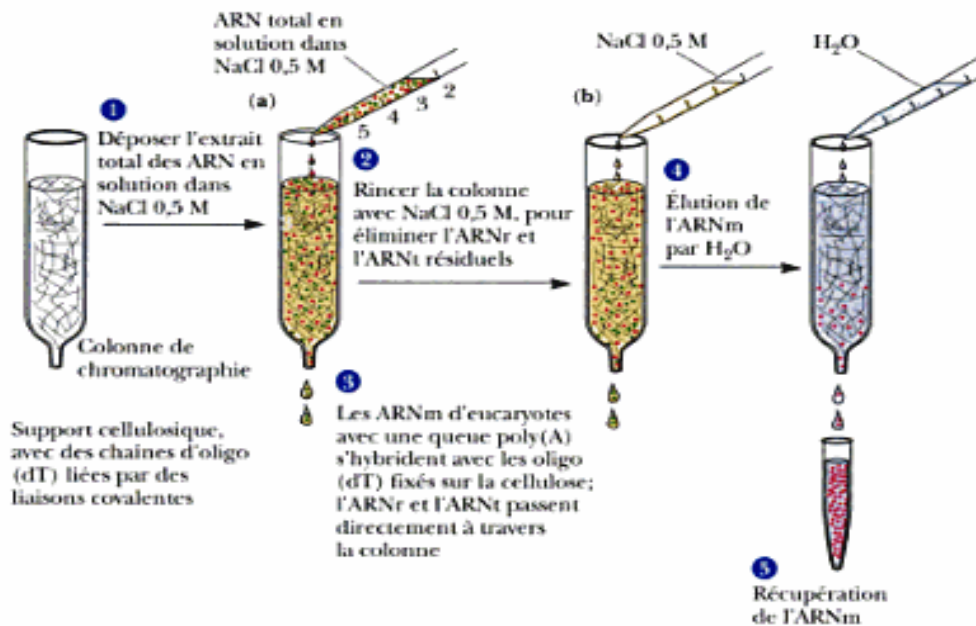 ARN total en
solution dans
NaCl 0,5 M
(a)
2
3
4
5
1
Déposer l'extrait
total des ARN en
solution dans
NaCl 0,5 M
2
Rincer la colonne
avec NaCl 0,5 M, pour
éliminer l'ARNr et
l'ARNt résiduels
NaCl 0,5 M
(b)
4
Élution de
l'ARNm
par H₂O
H₂O
Colonne de
chromatographie
Support cellulosique,
avec des chaînes d'oligo
(dT) liées par des
liaisons covalentes
3
Les ARNm d'eucaryotes
avec une queue poly(A)
s'hybrident avec les oligo
(dT) fixés sur la cellulose;
l'ARNr et l'ARNt passent
directement à travers
la colonne
5
Récupération
de l'ARNm